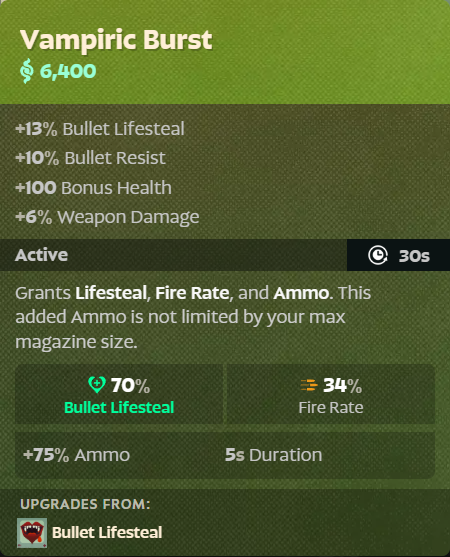 Vampiric Burst
6,400
+13% Bullet Lifesteal
+10% Bullet Resist
+100 Bonus Health
+6% Weapon Damage
Active 30s
Grants Lifesteal, Fire Rate, and Ammo. This
added Ammo is not limited by your max
magazine size.
70% 34%
Bullet Lifesteal Fire Rate
+75% Ammo 5s Duration
UPGRADES FROM:
Bullet Lifesteal